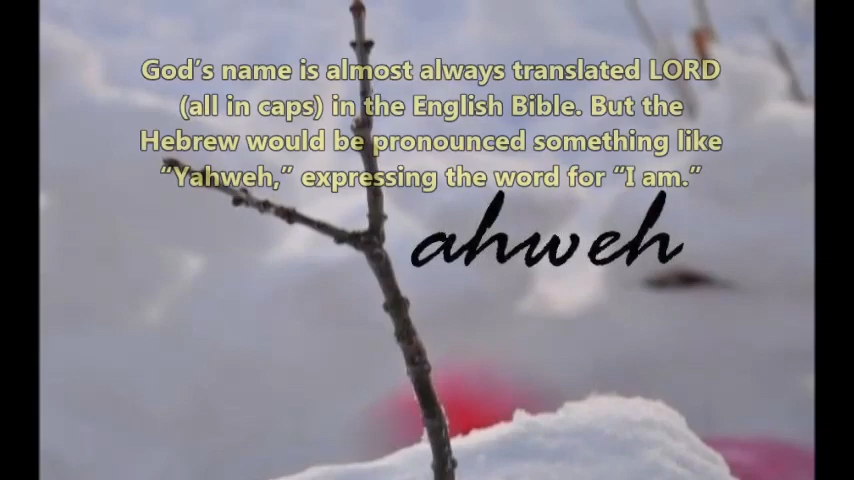 God's name is almost always translated LORD
(all in caps) in the English Bible. But the
Hebrew would be pronounced something like
“Yahweh,” expressing the word for “I am.”
ahweh